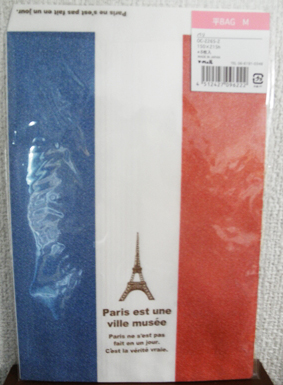 Paris ne s'est pas fait en un jour.
平BAG M
Paris est une
ville musée
Paris ne s'est pas
fait en un jour.
C'est la vérité vraie.